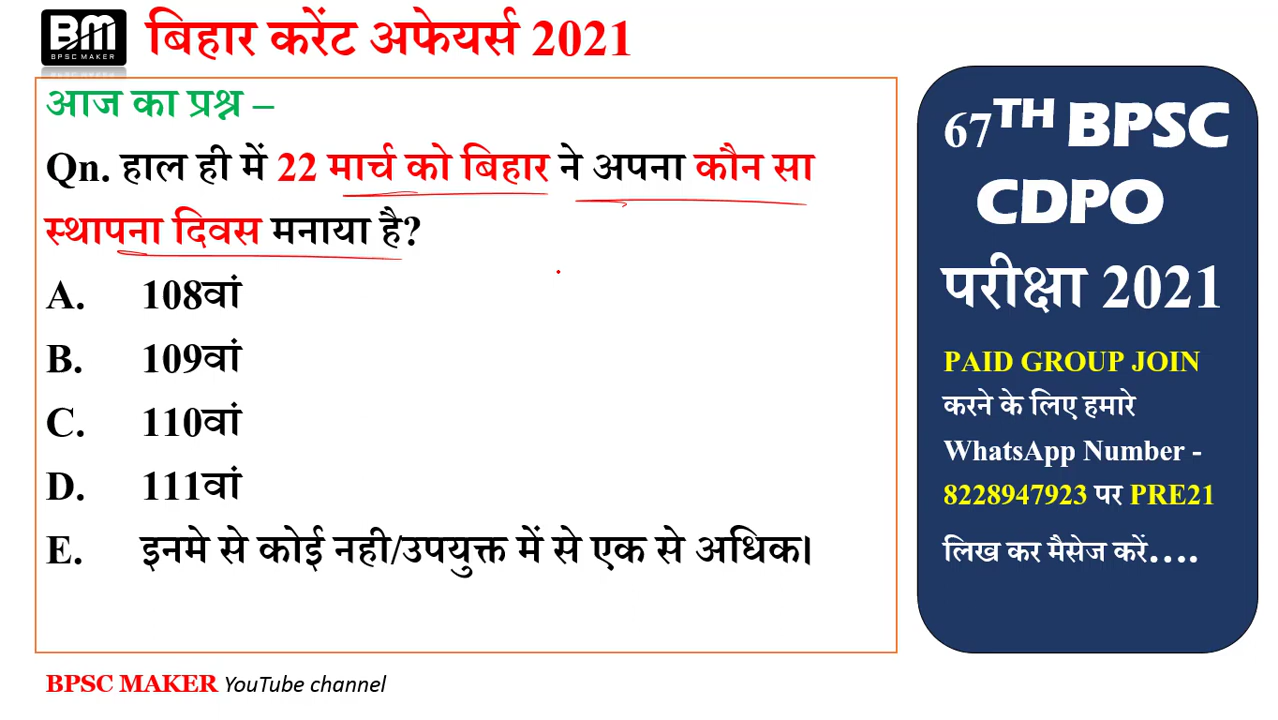 BM
BPSC MAKER
बिहार करेंट अफेयर्स 2021
आज का प्रश्न –
Qn. हाल ही में 22 मार्च को बिहार ने अपना कौन सा
स्थापना दिवस मनाया है?
A. 108वां
B. 109वां
C. 110वां
D. 111वां
E. इनमे से कोई नही/उपयुक्त में से एक से अधिक।
BPSC MAKER YouTube channel
67TH BPSC
CDPO
परीक्षा 2021
PAID GROUP JOIN
करने के लिए हमारे
WhatsApp Number -
8228947923 पर PRE21
लिख कर मैसेज करें....